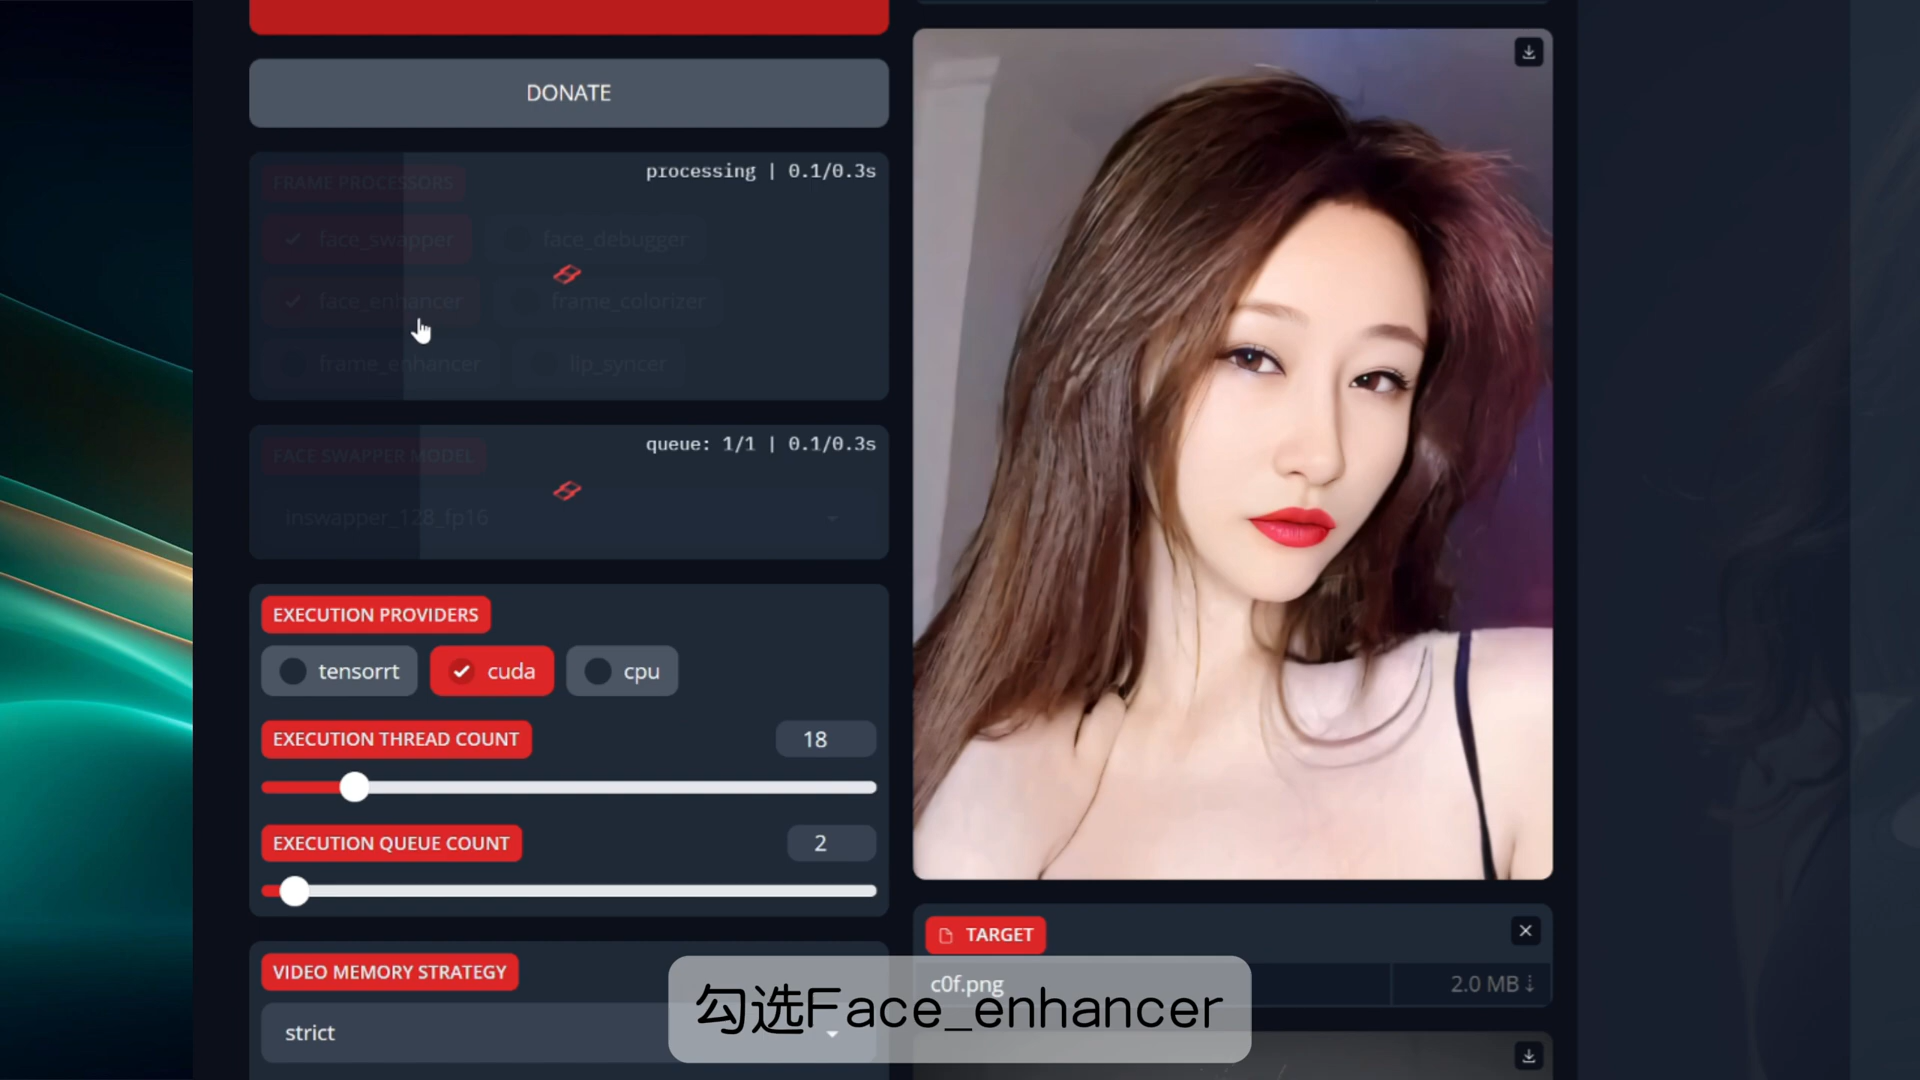 DONATE
FRAME PROCESSORS
processing | 0.1/0.3s
face_swapper
face_debugger
face_enhancer
frame_colorizer
frame_enhancer
lip_syncer
FACE SWAPPER MODEL
queue: 1/1 | 0.1/0.3s
inswapper_128_fp16
EXECUTION PROVIDERS
tensorrt
cuda
cpu
EXECUTION THREAD COUNT
18
EXECUTION QUEUE COUNT
2
VIDEO MEMORY STRATEGY
strict
TARGET
c0f.png
2.0 MB ⇣
勾选Face_enhancer